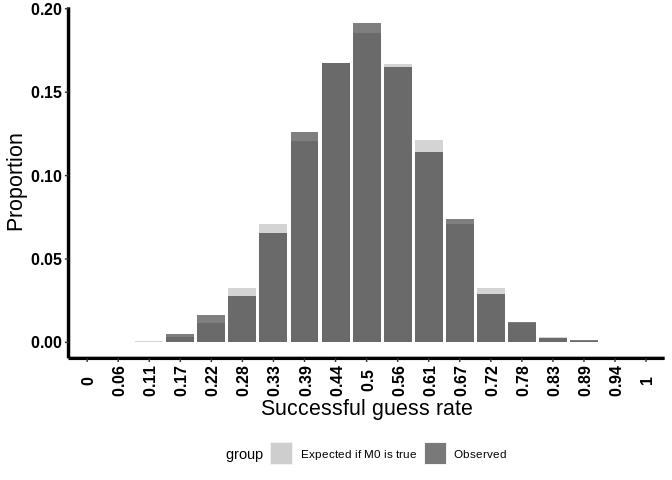 0.20
0.15
0.10
0.05
0.00
Proportion
0 0.06 0.11 0.17 0.22 0.28 0.33 0.39 0.44 0.5 0.56 0.61 0.67 0.72 0.78 0.83 0.89 0.94 1
Successful guess rate
group Expected if M0 is true Observed